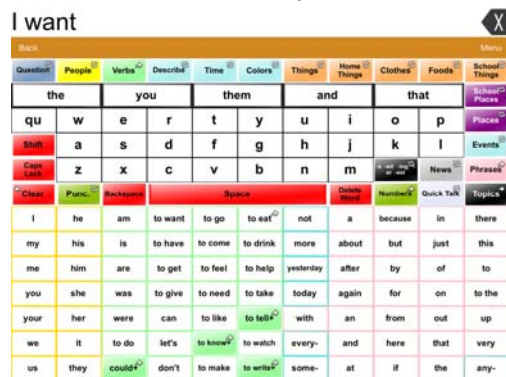 I want X
Back Menu
Question People Verbs Describe Time Colors Things Home Things Clothes Foods School Things
the you them and that School Places
qu w e r t y u i o p Places
Shift a s d f g h j k l Events
Caps Lock z x c v b n m -s -ed -ing er -est News Phrases
Clear Punc. Backspace Space Delete Word Numbers Quick Talk Topics
I he am to want to go to eat not a because in there
my his is to have to come to drink more about but just this
me him are to get to feel to help yesterday after by of to
you she was to give to need to take today again for on to the
your her were can to like to tell+ with an from out up
we it to do let's to know+ to watch every- and here that very
us they could+ don't to make to write+ some- at if the any-